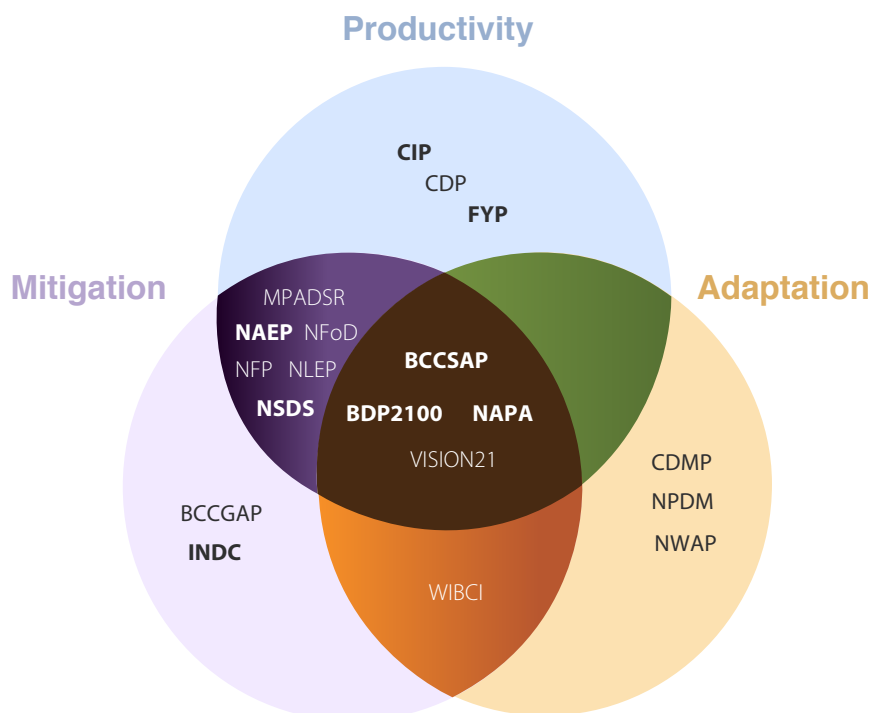 Productivity
CIP
CDP
FYP
Mitigation
Adaptation
MPADSR
NAEP NFoD
NFP NLEP
NSDS
BCCSAP
BDP2100 NAPA
VISION21
CDMP
NPDM
NWAP
BCCGAP
INDC
WIBCI